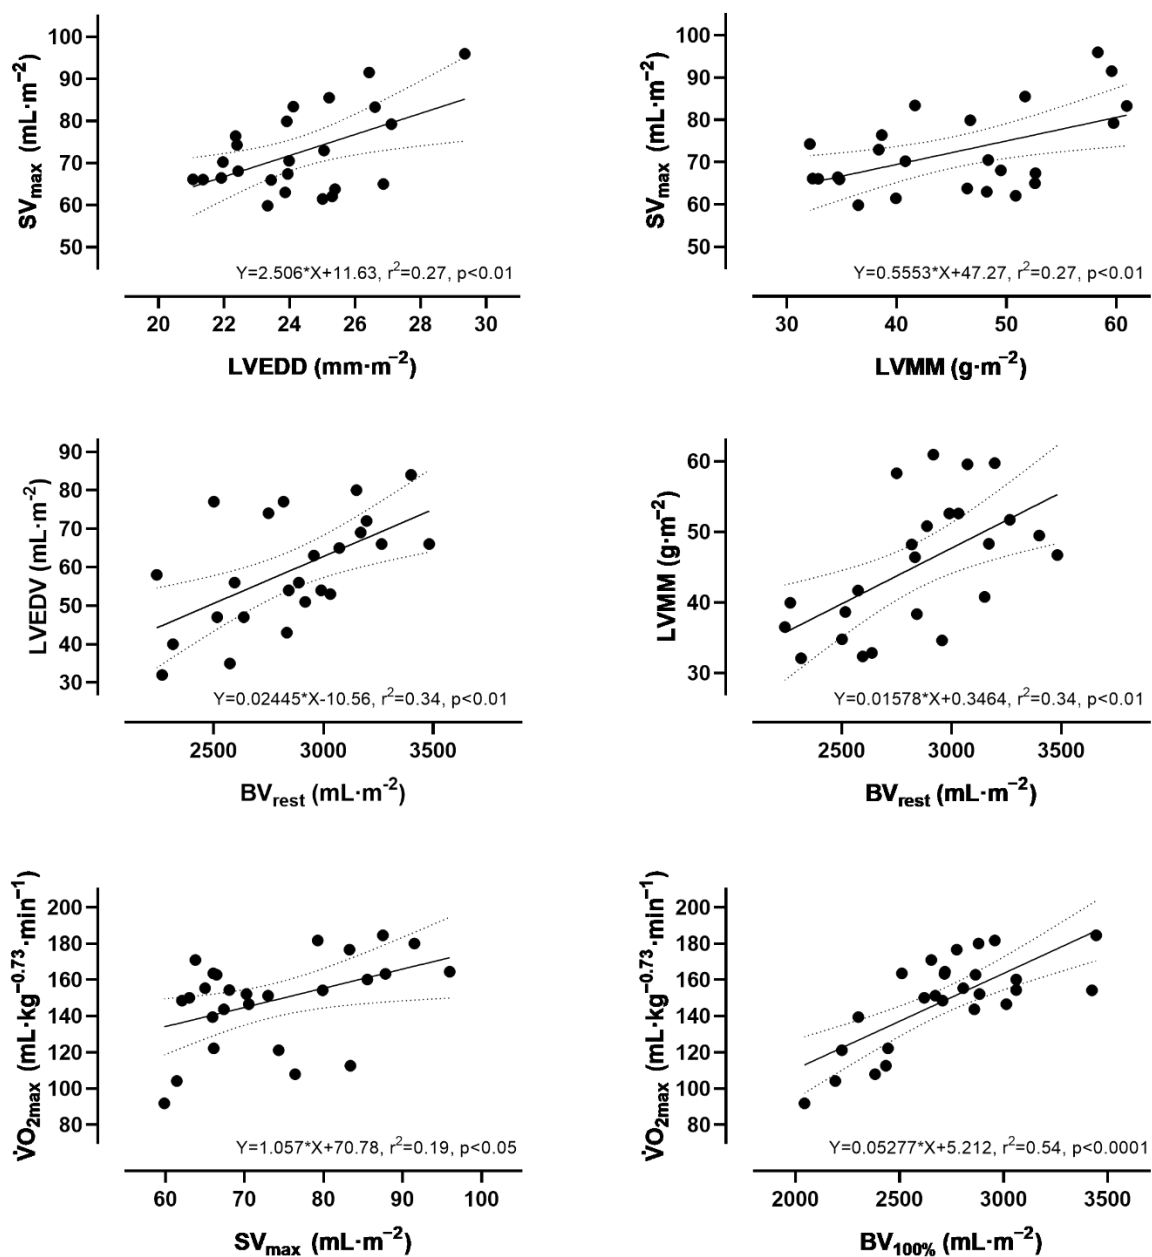 SVmax (mL·m−2)
100
90
80
70
60
50
Y=2.506*X+11.63, r2=0.27, p<0.01
20 22 24 26 28 30
LVEDD (mm·m−2)
SVmax (mL·m−2)
100
90
80
70
60
50
Y=0.5553*X+47.27, r2=0.27, p<0.01
30 40 50 60
LVMM (g·m−2)
LVEDV (mL·m-2)
90
80
70
60
50
40
30
Y=0.02445*X-10.56, r2=0.34, p<0.01
2500 3000 3500
BVrest (mL·m-2)
LVMM (g·m−2)
60
50
40
30
Y=0.01578*X+0.3464, r2=0.34, p<0.01
2500 3000 3500
BVrest (mL·m−2)
V̇O2max (mL·kg−0.73·min−1)
200
180
160
140
120
100
80
Y=1.057*X+70.78, r2=0.19, p<0.05
60 70 80 90 100
SVmax (mL·m−2)
V̇O2max (mL·kg−0.73·min−1)
200
180
160
140
120
100
80
Y=0.05277*X+5.212, r2=0.54, p<0.0001
2000 2500 3000 3500
BV100% (mL·m−2)